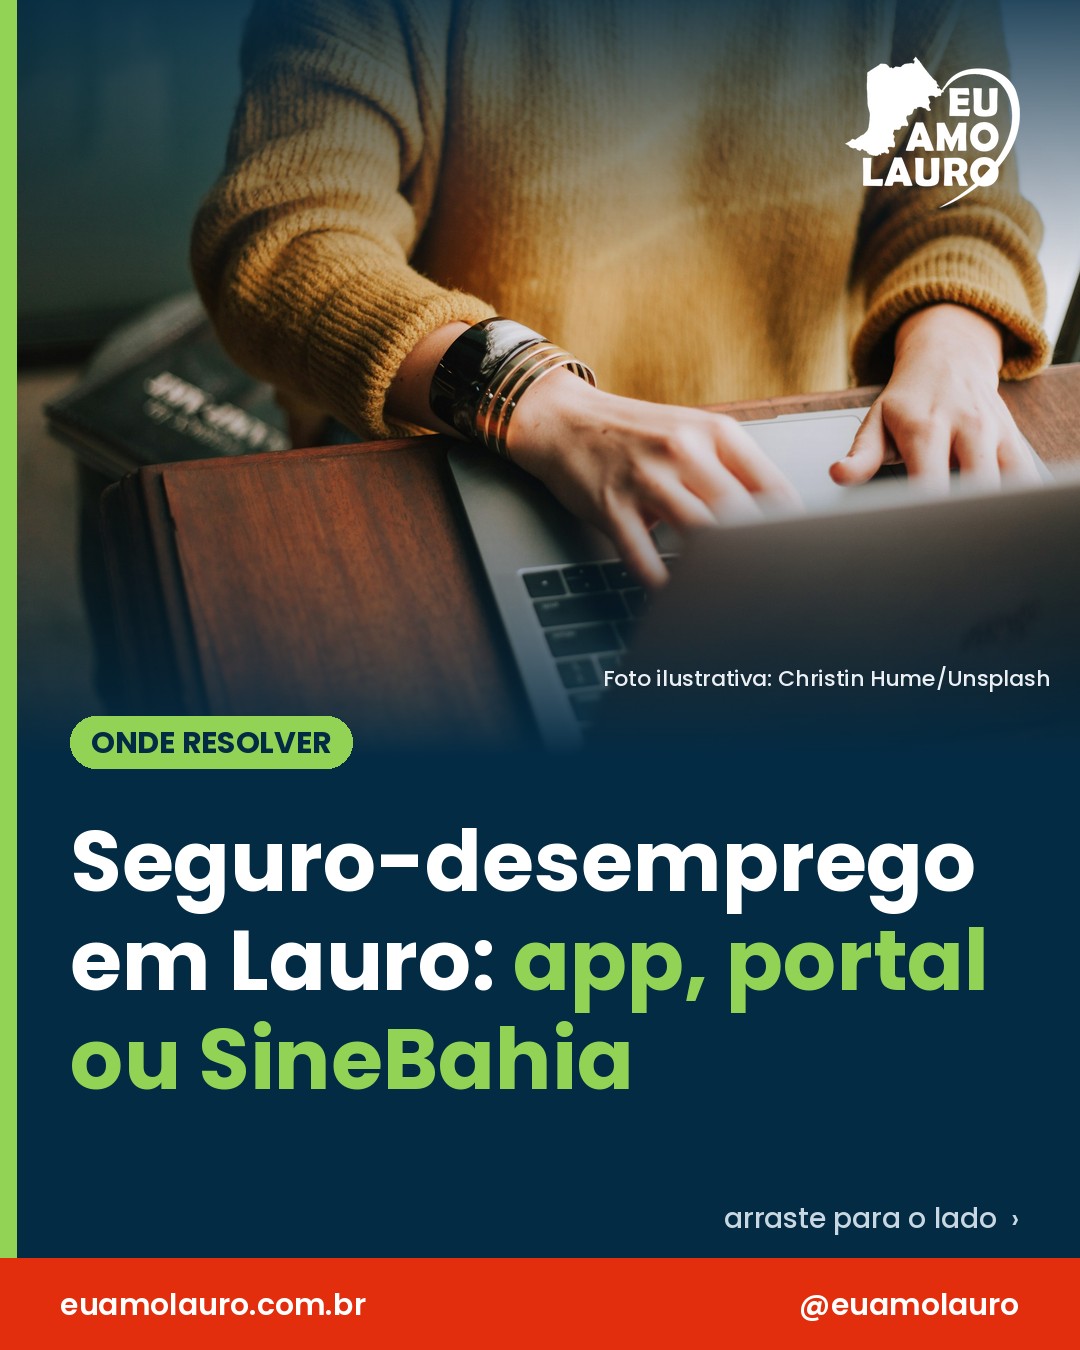 EU
AMO
LAURO
Foto ilustrativa: Christin Hume/Unsplash
ONDE RESOLVER
Seguro-desemprego
em Lauro: app, portal
ou SineBahia
arraste para o lado ›
euamolauro.com.br
@euamolauro